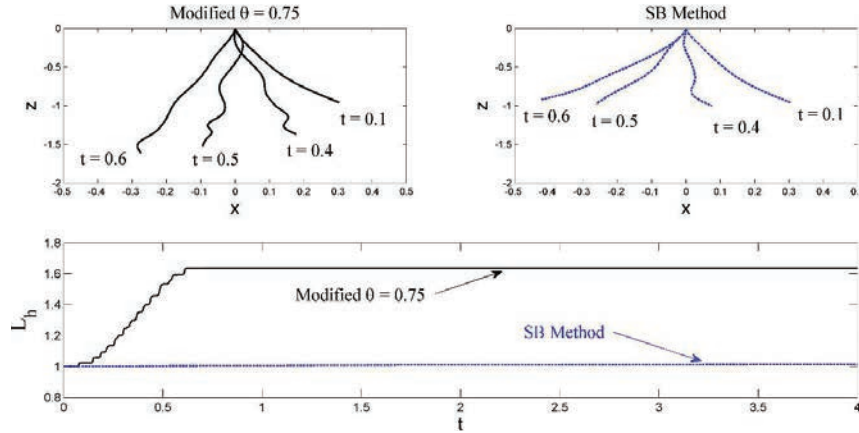 Modified θ = 0.75
SB Method
0
-0.5
-1
-1.5
-2
z
t = 0.1
t = 0.4
t = 0.5
t = 0.6
-0.5 -0.4 -0.3 -0.2 -0.1 0 0.1 0.2 0.3 0.4 0.5
x
0
-0.5
-1
-1.5
-2
z
t = 0.6
t = 0.5
t = 0.4
t = 0.1
-0.5 -0.4 -0.3 -0.2 -0.1 0 0.1 0.2 0.3 0.4 0.5
x
1.8
1.6
1.4
1.2
1
0.8
L_h
Modified θ = 0.75
SB Method
0 0.5 1 1.5 2 2.5 3 3.5 4
t